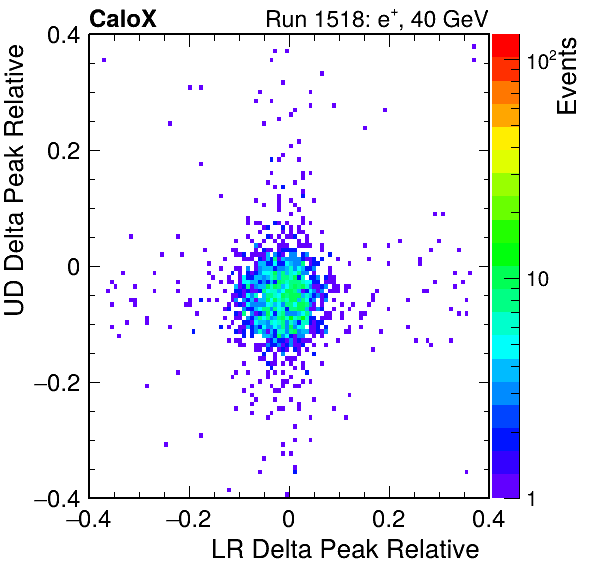 CaloX Run 1518: e⁺, 40 GeV
UD Delta Peak Relative
0.4
0.2
0
−0.2
−0.4
−0.4 −0.2 0 0.2 0.4
LR Delta Peak Relative
Events
10²
10
1